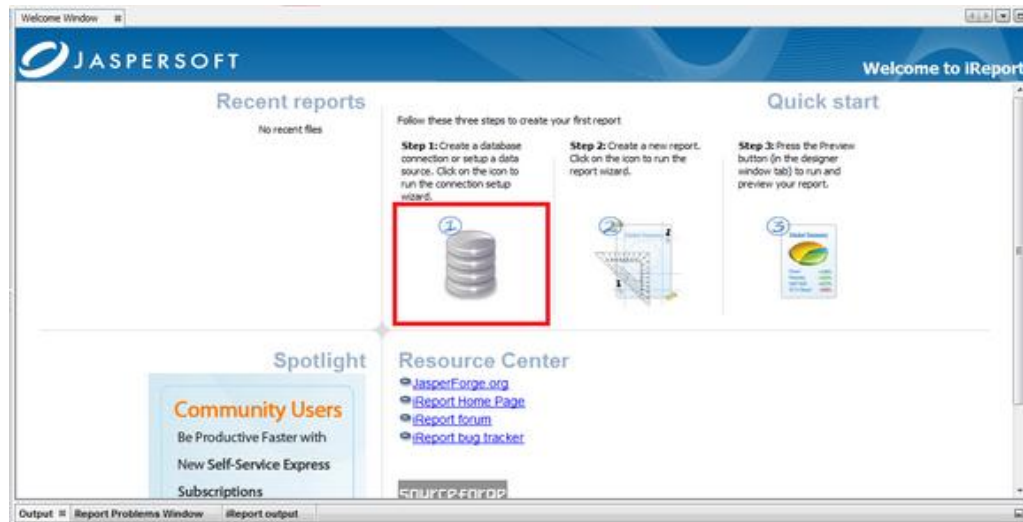 Welcome Window
JASPERSOFT
Welcome to iReport
Recent reports
No recent files
Quick start
Follow these three steps to create your first report
Step 1: Create a database
connection or setup a data
source. Click on the icon to
run the connection setup
wizard.
Step 2: Create a new report.
Click on the icon to run the
report wizard.
Step 3: Press the Preview
button (in the designer
window tab) to run and
preview your report.
1
2
3
Spotlight
Community Users
Be Productive Faster with
New Self-Service Express
Subscriptions
Resource Center
JasperForge.org
iReport Home Page
iReport forum
iReport bug tracker
SOURCEFORGE
Output
Report Problems Window
iReport output